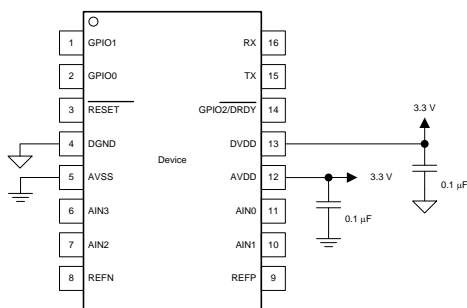 1 GPIO1 RX 16
2 GPIO0 TX 15
3 RESET GPIO2/DRDY 14
3.3 V
4 DGND DVDD 13
Device
5 AVSS AVDD 12 3.3 V
0.1 μF
6 AIN3 AIN0 11
0.1 μF
7 AIN2 AIN1 10
8 REFN REFP 9